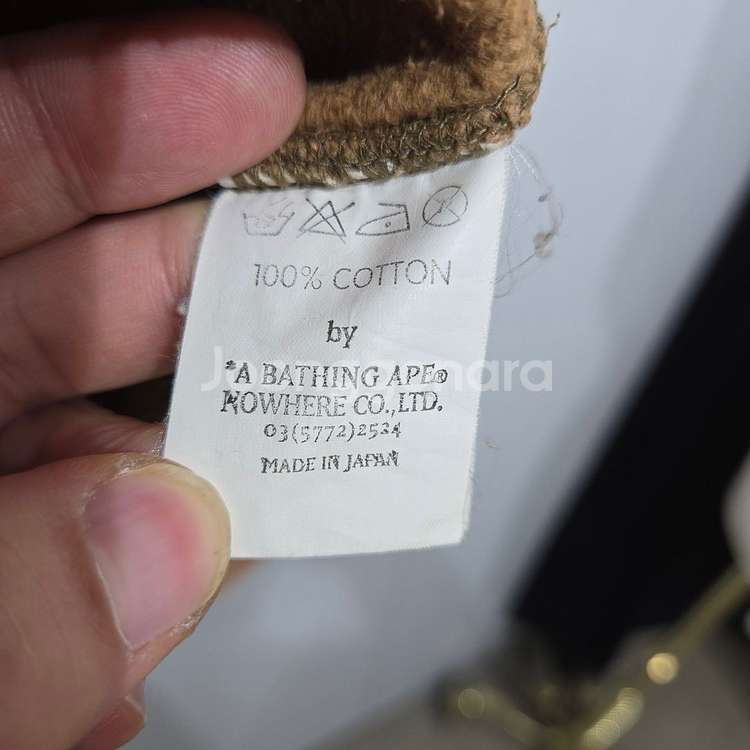 100% COTTON
by
*A BATHING APE®
NOWHERE CO., LTD.
03(5772)2524
MADE IN JAPAN